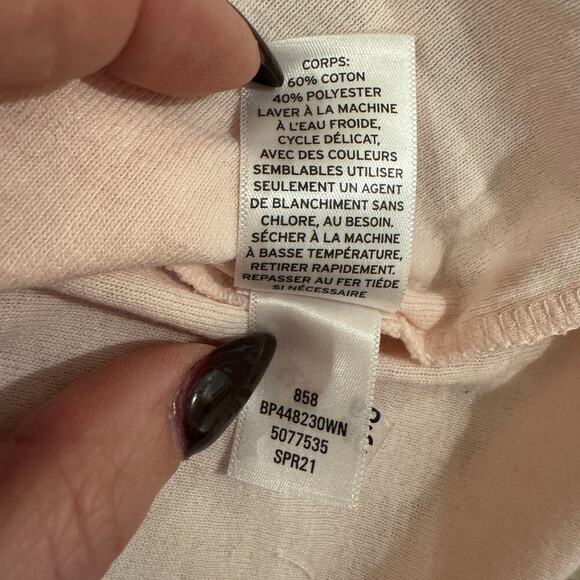 CORPS:
60% COTON
40% POLYESTER
LAVER À LA MACHINE
À L'EAU FROIDE,
CYCLE DÉLICAT,
AVEC DES COULEURS
SEMBLABLES UTILISER
SEULEMENT UN AGENT
DE BLANCHIMENT SANS
CHLORE, AU BESOIN.
SÉCHER À LA MACHINE
À BASSE TEMPÉRATURE,
RETIRER RAPIDEMENT.
REPASSER AU FER TIÉDE
SI NÉCESSAIRE
858
BP448230WN
5077535
SPR21